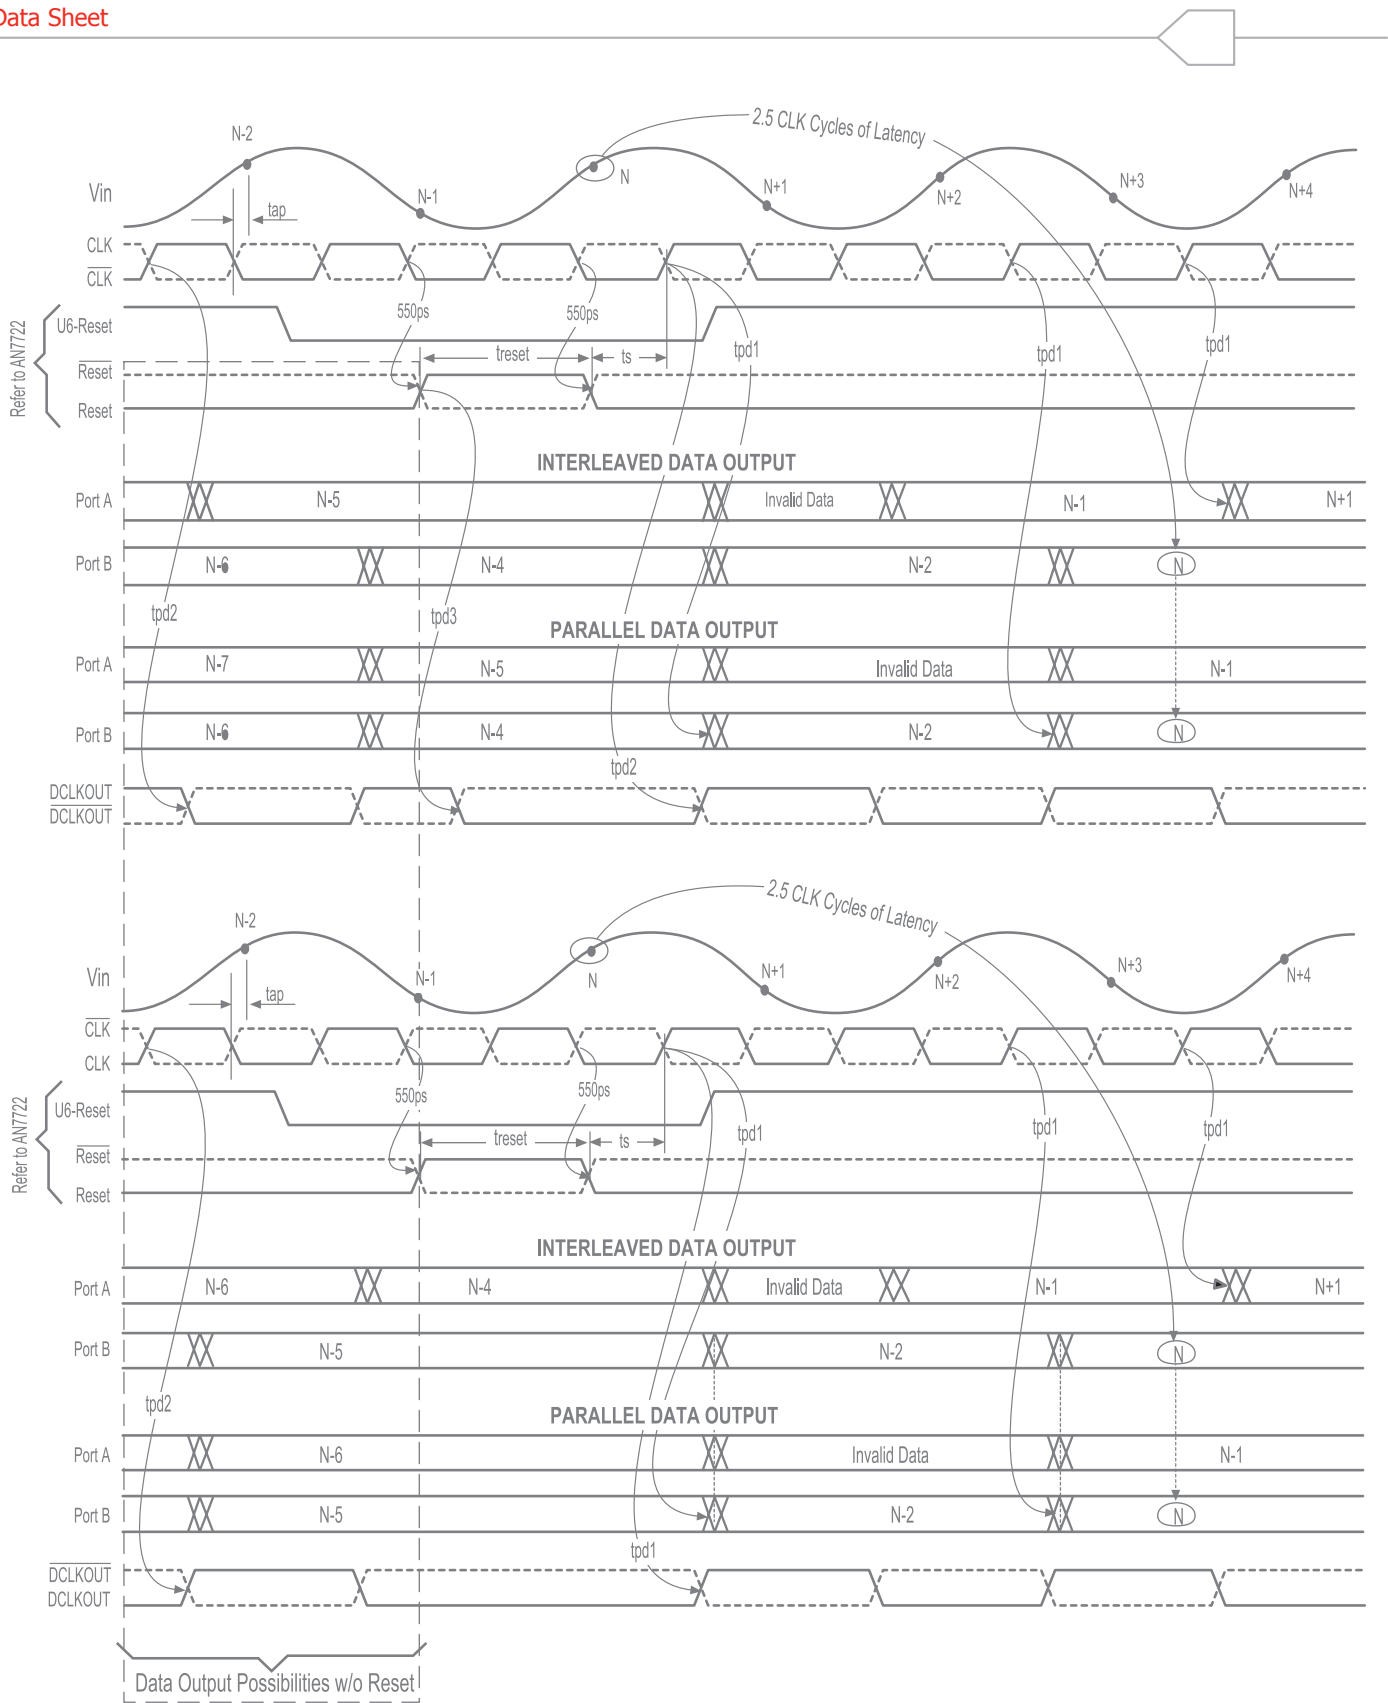 Data Sheet
2.5 CLK Cycles of Latency
N-2
N-1
N
N+1
N+2
N+3
N+4
Vin
tap
CLK
CLK
550ps
550ps
U6-Reset
Refer to AN7722
treset
ts
tpd1
tpd1
tpd1
Reset
Reset
INTERLEAVED DATA OUTPUT
Port A
N-5
Invalid Data
N-1
N+1
Port B
N-6
N-4
N-2
N
tpd2
tpd3
PARALLEL DATA OUTPUT
Port A
N-7
N-5
Invalid Data
N-1
Port B
N-6
N-4
N-2
N
tpd2
DCLKOUT
DCLKOUT
2.5 CLK Cycles of Latency
N-2
N-1
N
N+1
N+2
N+3
N+4
Vin
tap
CLK
CLK
550ps
550ps
U6-Reset
Refer to AN7722
treset
ts
tpd1
tpd1
tpd1
Reset
Reset
INTERLEAVED DATA OUTPUT
Port A
N-6
N-4
Invalid Data
N-1
N+1
Port B
N-5
N-2
N
tpd2
PARALLEL DATA OUTPUT
Port A
N-6
Invalid Data
N-1
Port B
N-5
N-2
N
tpd1
DCLKOUT
DCLKOUT
Data Output Possibilities w/o Reset